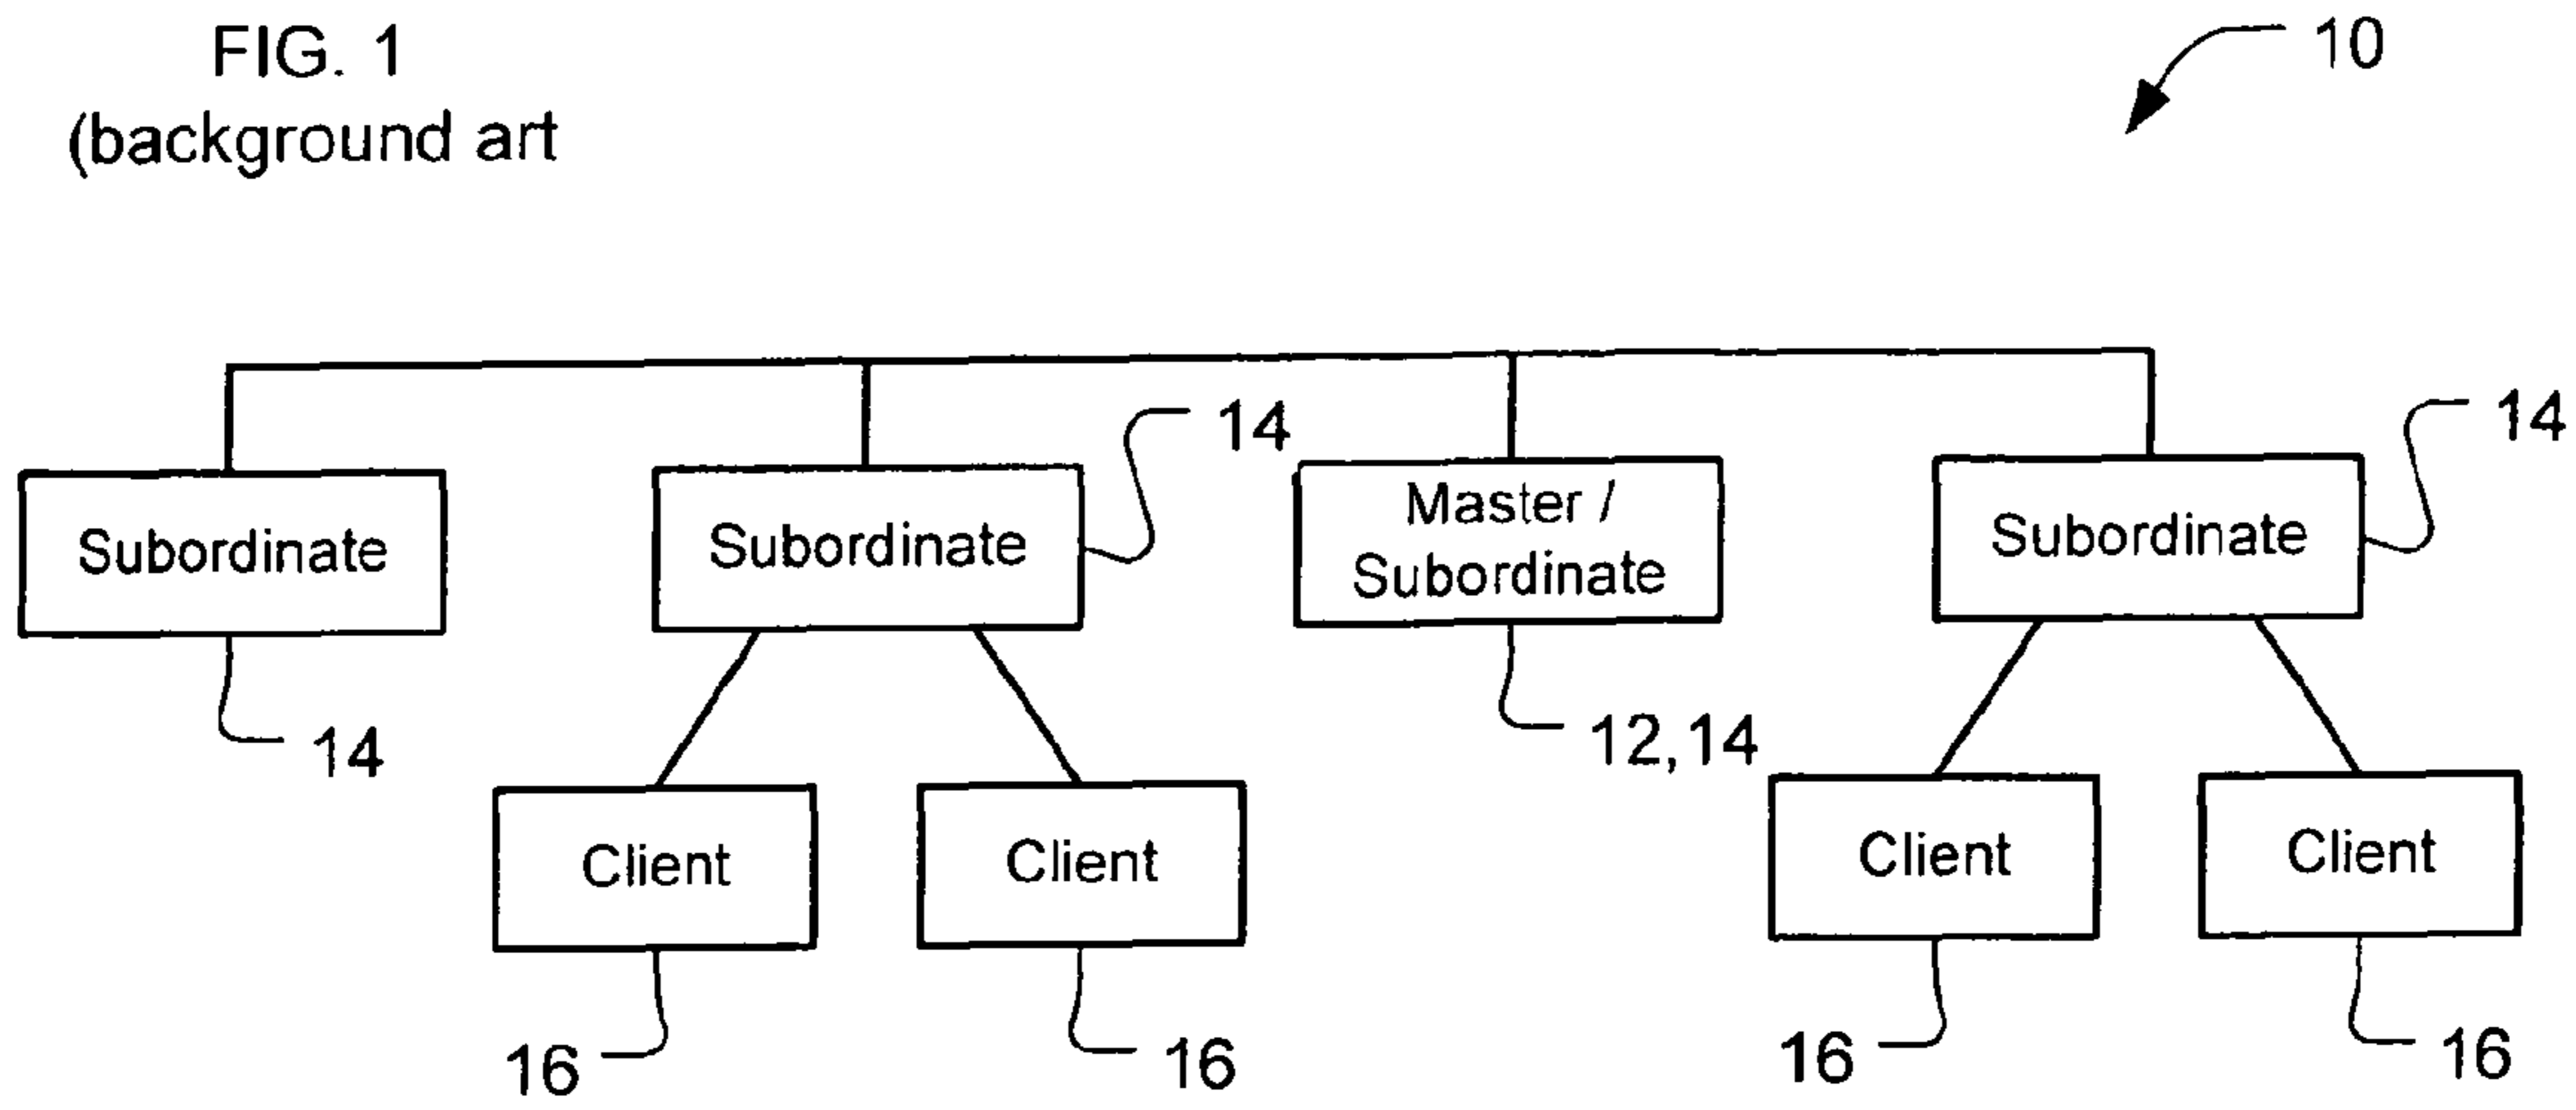 FIG. 1
(background art
10
14
14
Subordinate
Subordinate
Master /
Subordinate
Subordinate
14
12,14
Client
Client
Client
Client
16
16
16
16